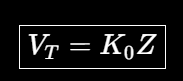 V_T = K_0 Z